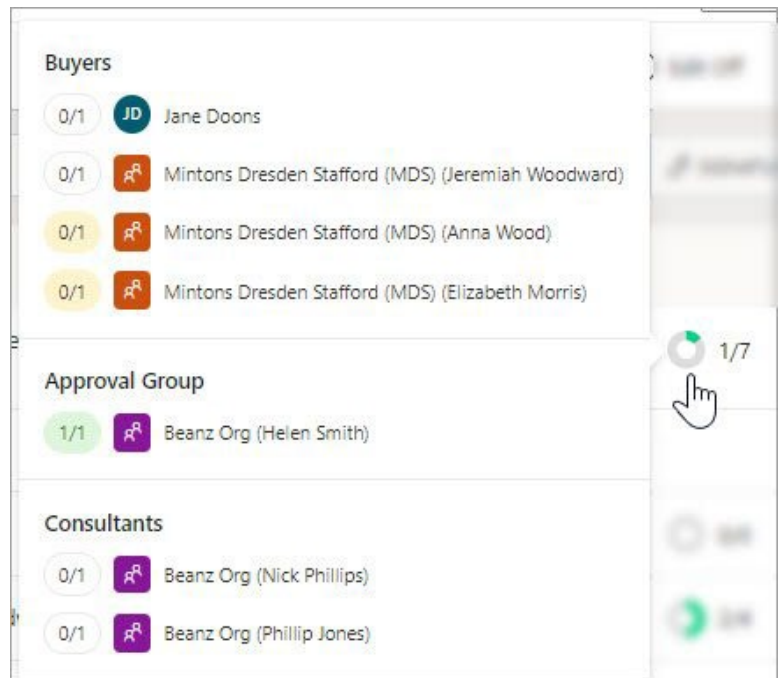 Buyers
0/1 JD Jane Doons
0/1 Mintons Dresden Stafford (MDS) (Jeremiah Woodward)
0/1 Mintons Dresden Stafford (MDS) (Anna Wood)
0/1 Mintons Dresden Stafford (MDS) (Elizabeth Morris)
1/7
Approval Group
1/1 Beanz Org (Helen Smith)
Consultants
0/1 Beanz Org (Nick Phillips)
0/1 Beanz Org (Phillip Jones)